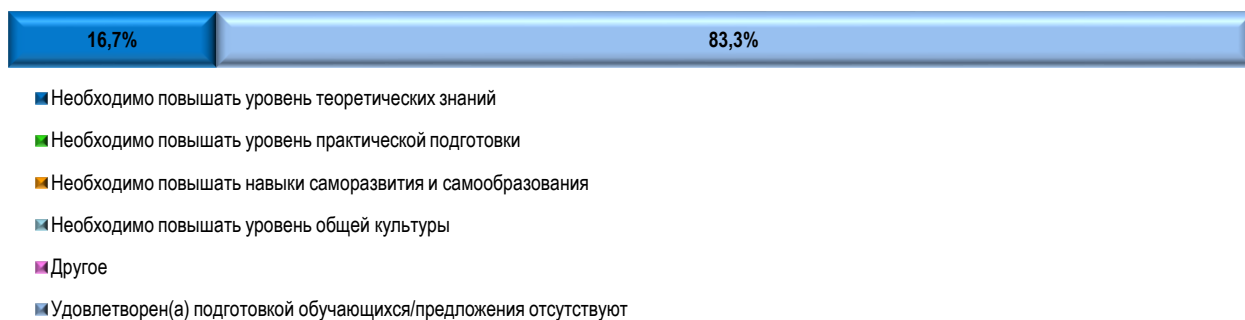 16,7% 83,3%
Необходимо повышать уровень теоретических знаний
Необходимо повышать уровень практической подготовки
Необходимо повышать навыки саморазвития и самообразования
Необходимо повышать уровень общей культуры
Другое
Удовлетворен(а) подготовкой обучающихся/предложения отсутствуют